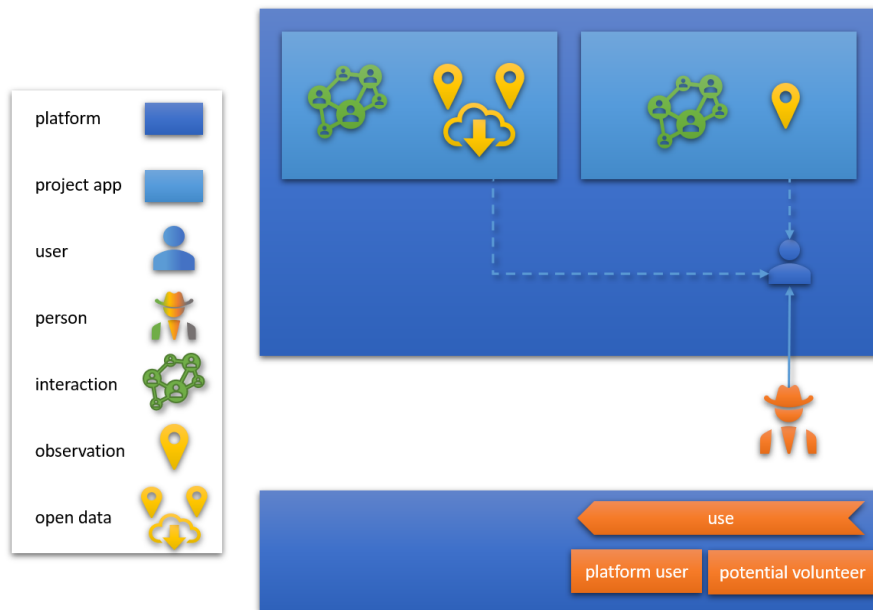 platform
project app
user
person
interaction
observation
open data
use
platform user
potential volunteer